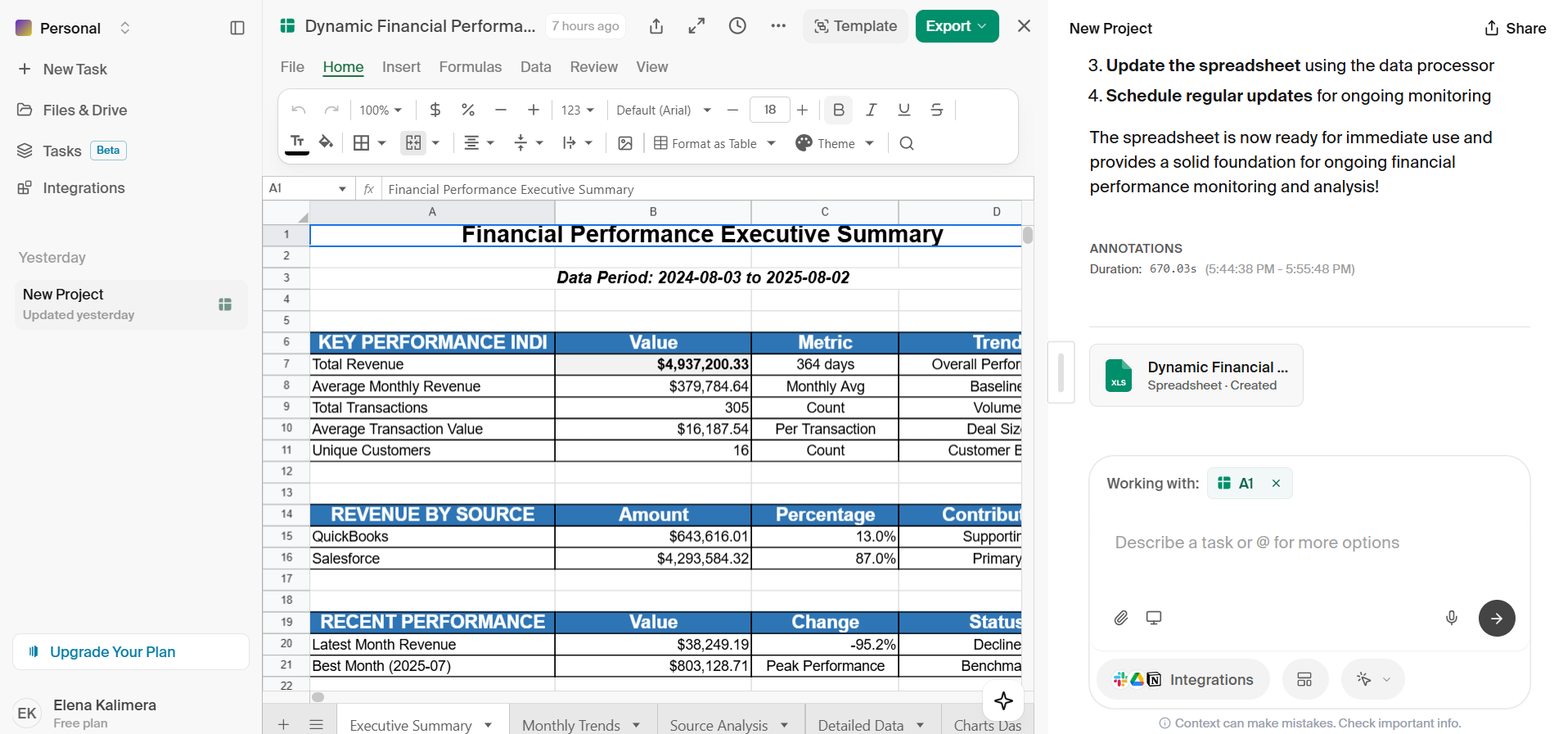 Personal
New Task
Files & Drive
Tasks Beta
Integrations
Yesterday
New Project
Updated yesterday
Upgrade Your Plan
EK
Elena Kalimera
Free plan
Dynamic Financial Performa...
7 hours ago
Template
Export
File Home Insert Formulas Data Review View
100% $ % 123 Default (Arial) 18 B I U S
Tr Format as Table Theme
A1 fx Financial Performance Executive Summary
A B C D
1 Financial Performance Executive Summary
2
3 Data Period: 2024-08-03 to 2025-08-02
4
5
6 KEY PERFORMANCE INDI Value Metric Trend
7 Total Revenue $4,937,200.33 364 days Overall Perfor
8 Average Monthly Revenue $379,784.64 Monthly Avg Baseline
9 Total Transactions 305 Count Volume
10 Average Transaction Value $16,187.54 Per Transaction Deal Siz
11 Unique Customers 16 Count Customer B
12
13
14 REVENUE BY SOURCE Amount Percentage Contribut
15 QuickBooks $643,616.01 13.0% Supportin
16 Salesforce $4,293,584.32 87.0% Primary
17
18
19 RECENT PERFORMANCE Value Change Status
20 Latest Month Revenue $38,249.19 -95.2% Decline
21 Best Month (2025-07) $803,128.71 Peak Performance Benchma
22
Executive Summary Monthly Trends Source Analysis Detailed Data Charts Das
New Project
Share
3. Update the spreadsheet using the data processor
4. Schedule regular updates for ongoing monitoring
The spreadsheet is now ready for immediate use and
provides a solid foundation for ongoing financial
performance monitoring and analysis!
ANNOTATIONS
Duration: 670.03s (5:44:38 PM - 5:55:48 PM)
XLS
Dynamic Financial ...
Spreadsheet · Created
Working with: A1 ×
Describe a task or @ for more options
Integrations
Context can make mistakes. Check important info.